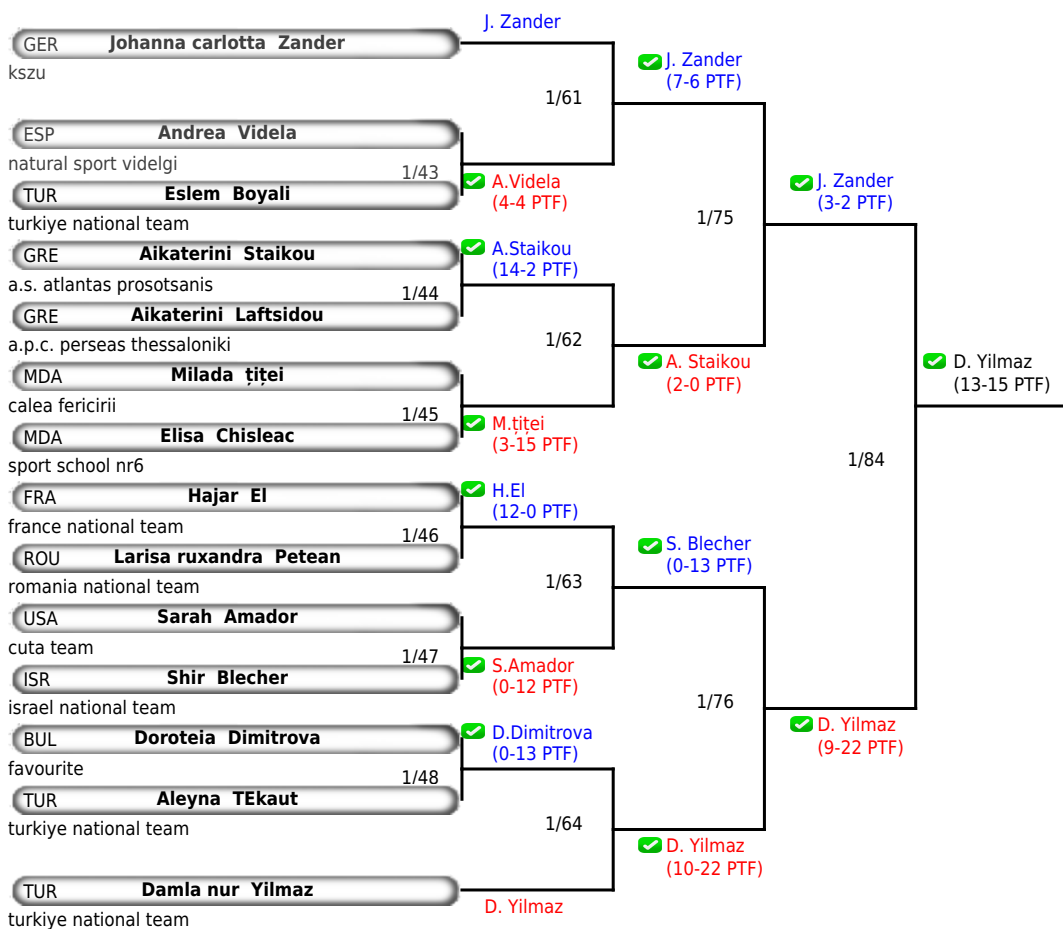 J. Zander
GER Johanna carlotta Zander
kszu
J. Zander
(7-6 PTF)
1/61
ESP Andrea Videla
natural sport videlgi
1/43
A.Videla
(4-4 PTF)
TUR Eslem Boyali
turkiye national team
J. Zander
(3-2 PTF)
1/75
GRE Aikaterini Staikou
A.Staikou
(14-2 PTF)
a.s. atlantas prosotsanis
1/44
GRE Aikaterini Laftsidou
a.p.c. perseas thessaloniki
1/62
A. Staikou
(2-0 PTF)
D. Yilmaz
(13-15 PTF)
MDA Milada țiței
calea fericirii
1/45
M.țiței
(3-15 PTF)
MDA Elisa Chisleac
sport school nr6
1/84
FRA Hajar El
H.El
(12-0 PTF)
france national team
1/46
ROU Larisa ruxandra Petean
romania national team
S. Blecher
(0-13 PTF)
1/63
USA Sarah Amador
cuta team
1/47
S.Amador
(0-12 PTF)
ISR Shir Blecher
israel national team
1/76
BUL Doroteia Dimitrova
D.Dimitrova
(0-13 PTF)
D. Yilmaz
(9-22 PTF)
favourite
1/48
TUR Aleyna TEkaut
turkiye national team
1/64
D. Yilmaz
(10-22 PTF)
TUR Damla nur Yilmaz
D. Yilmaz
turkiye national team